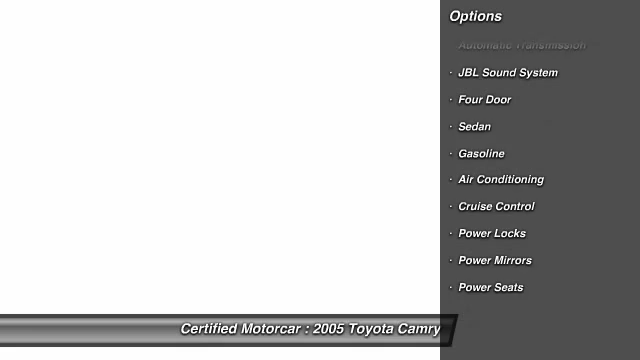 Options
Automatic Transmission
· JBL Sound System
· Four Door
· Sedan
· Gasoline
· Air Conditioning
· Cruise Control
· Power Locks
· Power Mirrors
· Power Seats
Certified Motorcar : 2005 Toyota Camry